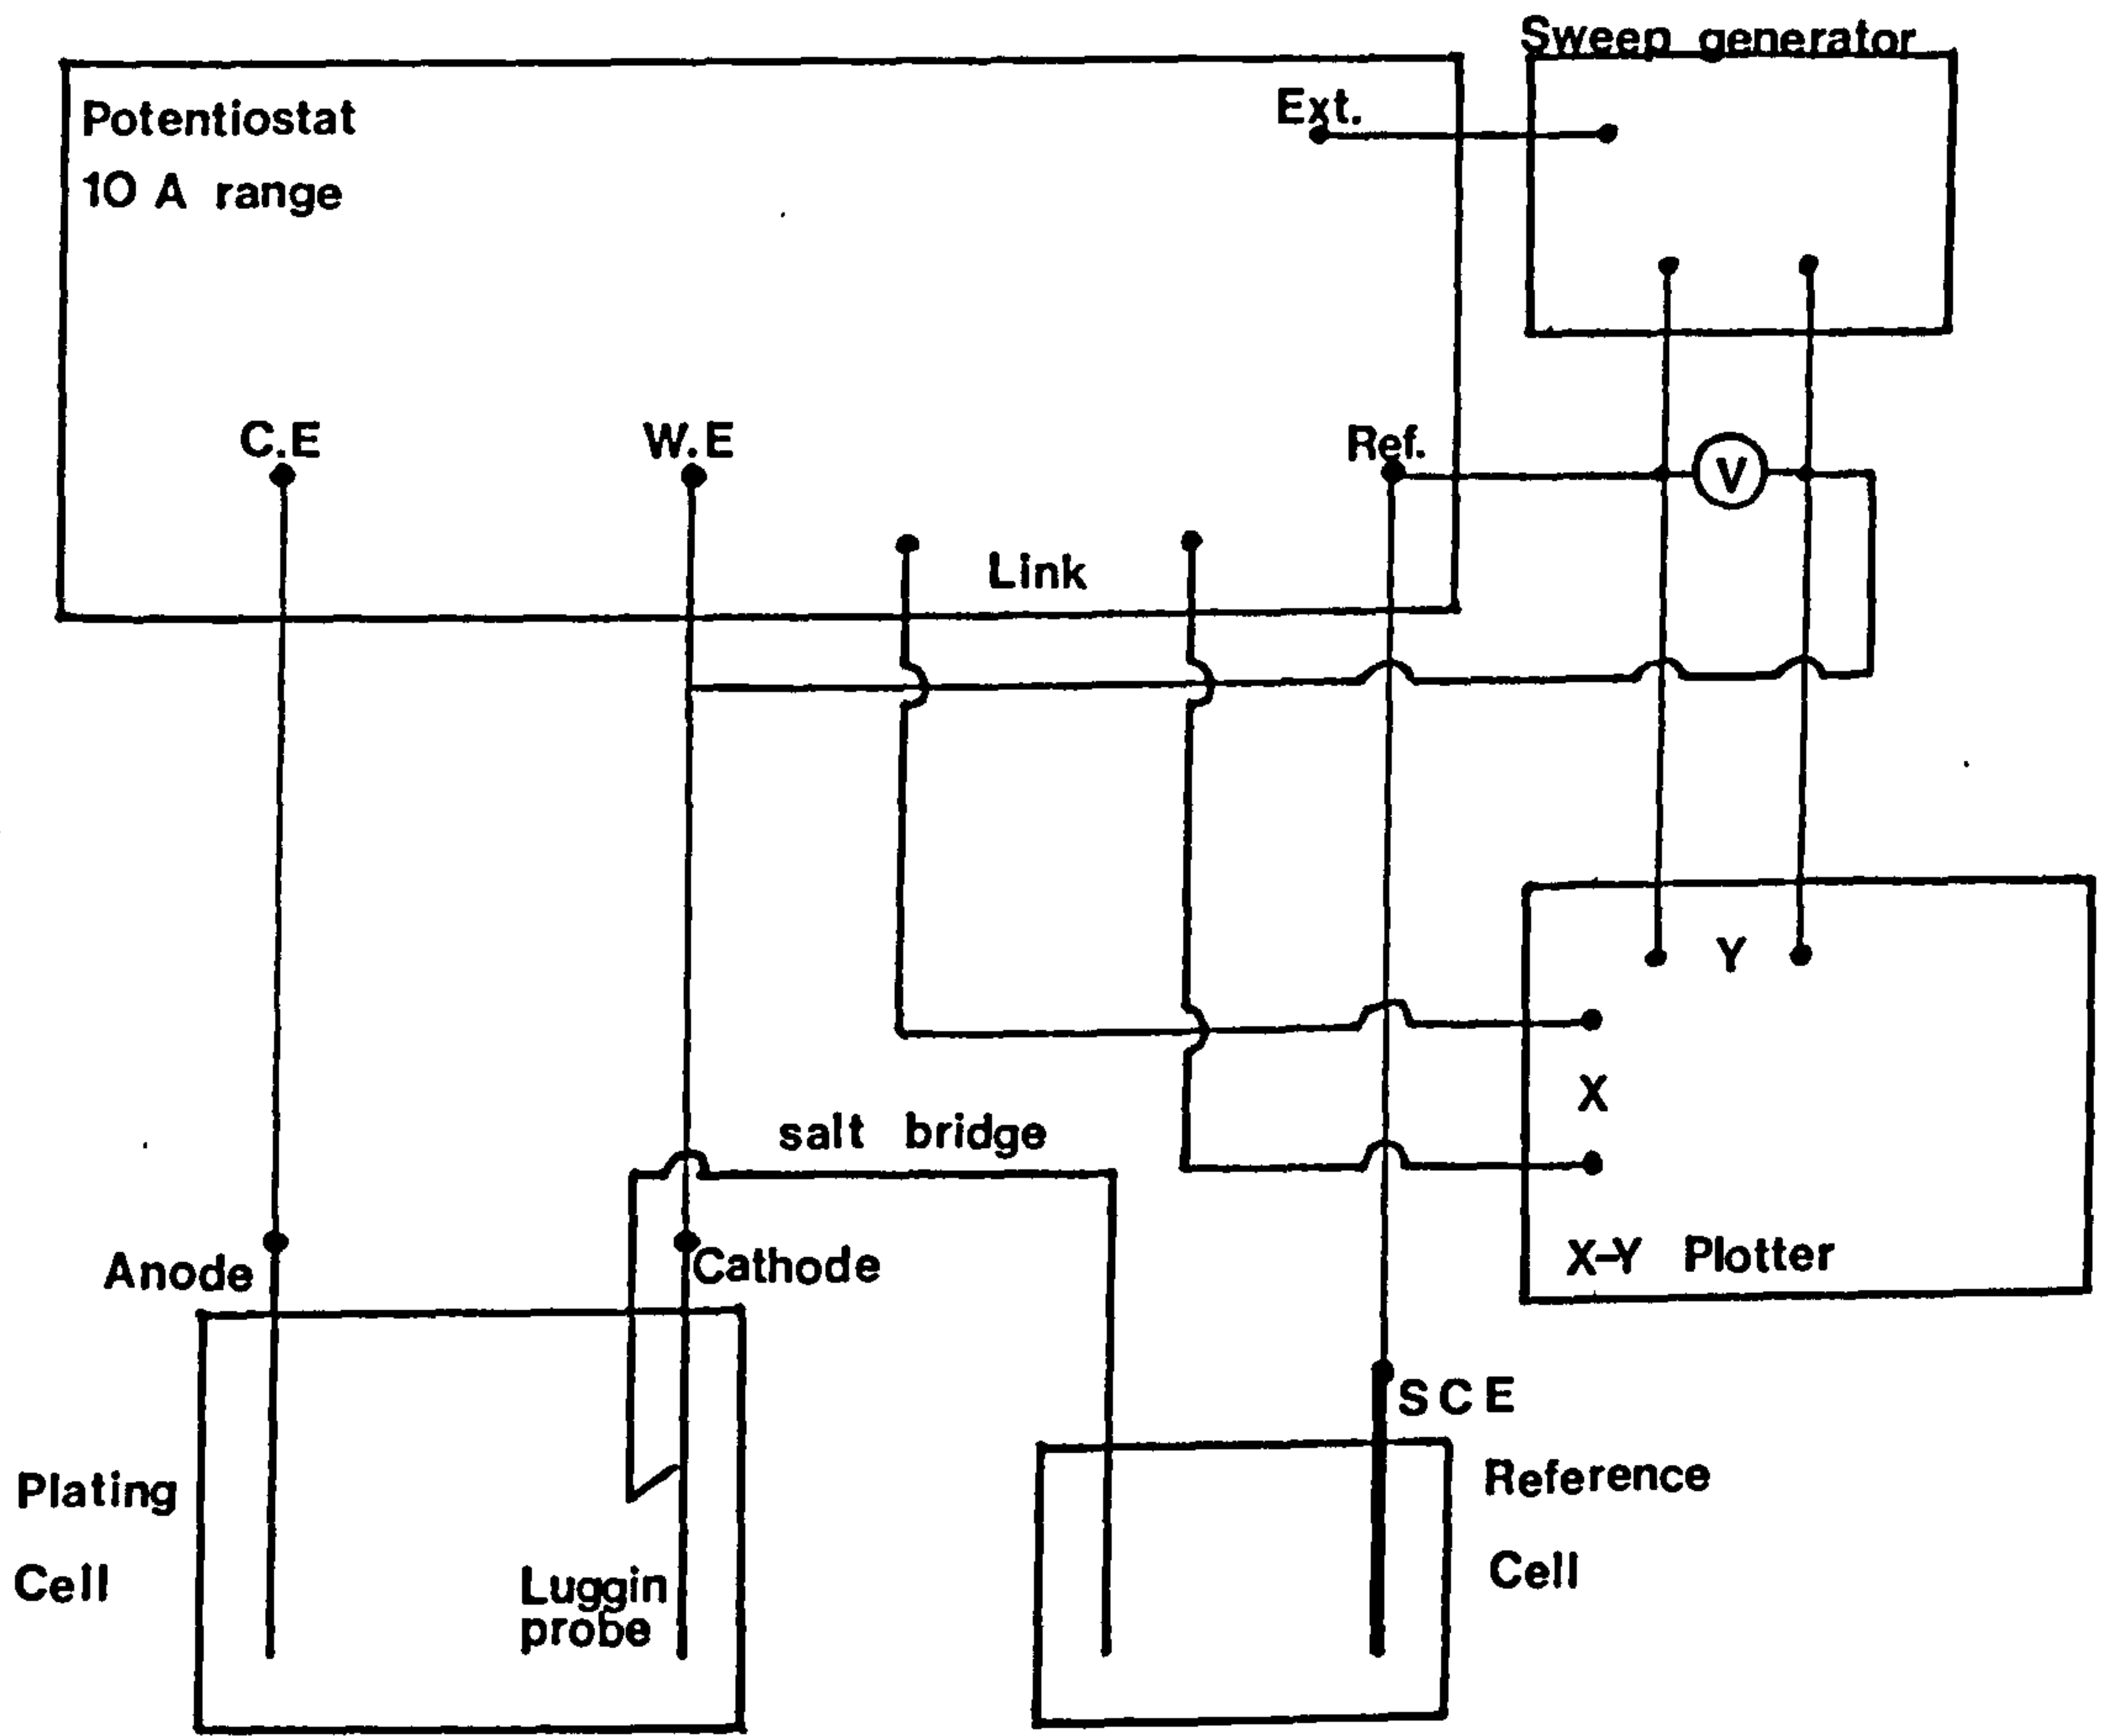 Sweep generator
Potentiostat
10 A range
Ext.
C.E
W.E
Ref.
V
Link
Y
X
salt bridge
X-Y Plotter
Anode
Cathode
SCE
Plating
Cell
Reference
Cell
Luggin
probe